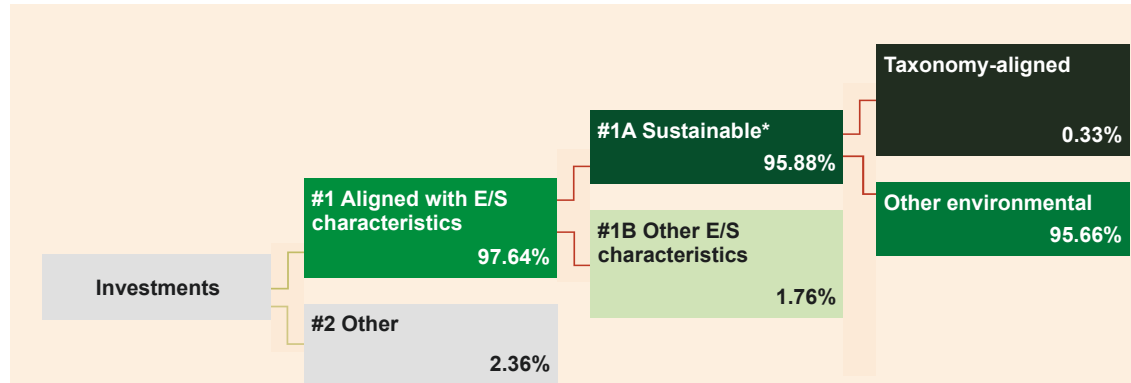 Investments
#1 Aligned with E/S
characteristics
97.64%
#2 Other
2.36%
#1A Sustainable*
95.88%
#1B Other E/S
characteristics
1.76%
Taxonomy-aligned
0.33%
Other environmental
95.66%